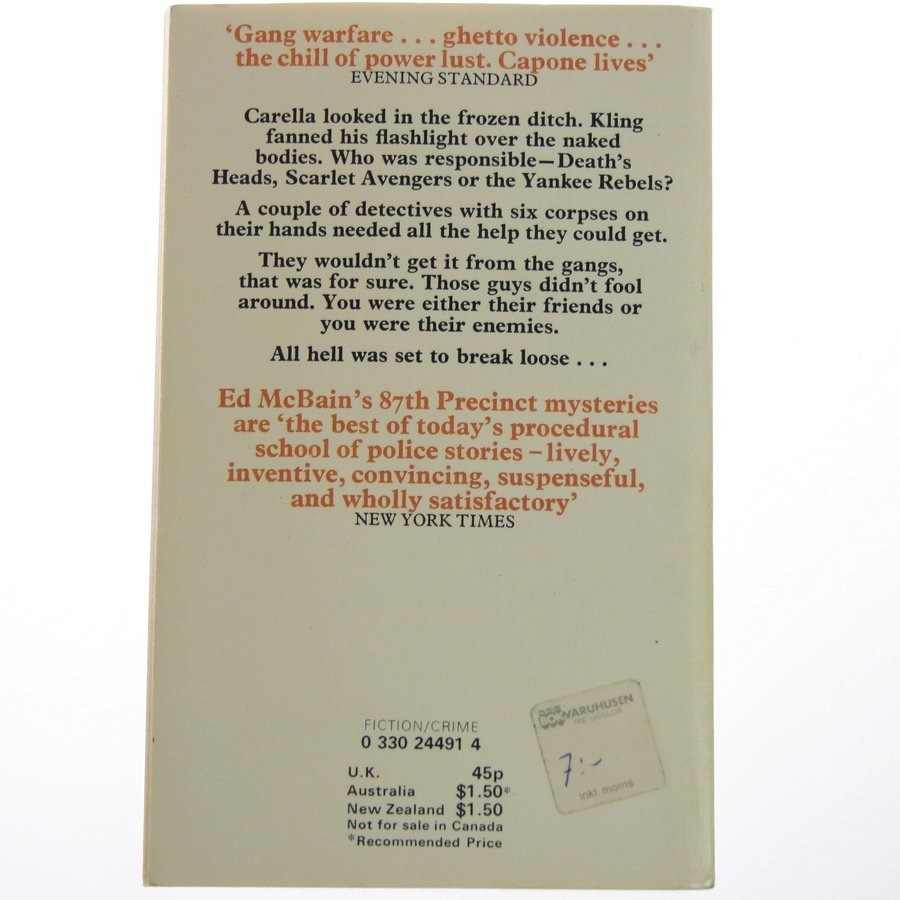 ‘Gang warfare . . . ghetto violence . . .
the chill of power lust. Capone lives’
EVENING STANDARD
Carella looked in the frozen ditch. Kling
fanned his flashlight over the naked
bodies. Who was responsible—Death's
Heads, Scarlet Avengers or the Yankee Rebels?
A couple of detectives with six corpses on
their hands needed all the help they could get.
They wouldn't get it from the gangs,
that was for sure. Those guys didn't fool
around. You were either their friends or
you were their enemies.
All hell was set to break loose . . .
Ed McBain's 87th Precinct mysteries
are ‘the best of today's procedural
school of police stories – lively,
inventive, convincing, suspenseful,
and wholly satisfactory’
NEW YORK TIMES
FICTION/CRIME
0 330 24491 4
U.K. 45p
Australia $1.50*
New Zealand $1.50
Not for sale in Canada
*Recommended Price
VARUHUSEN
7:-
inkl. moms